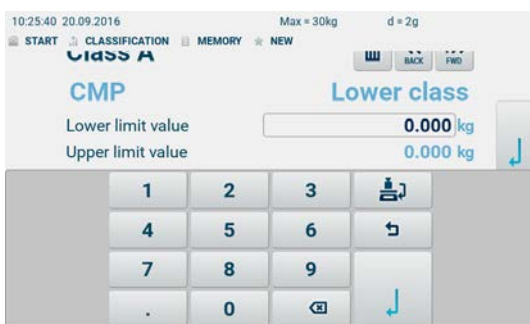 10:25:40 20.09.2016 Max = 30kg d = 2g
START CLASSIFICATION MEMORY NEW
Class A BACK FWD
CMP Lower class
Lower limit value 0.000 kg
Upper limit value 0.000 kg
1 2 3
4 5 6
7 8 9
. 0